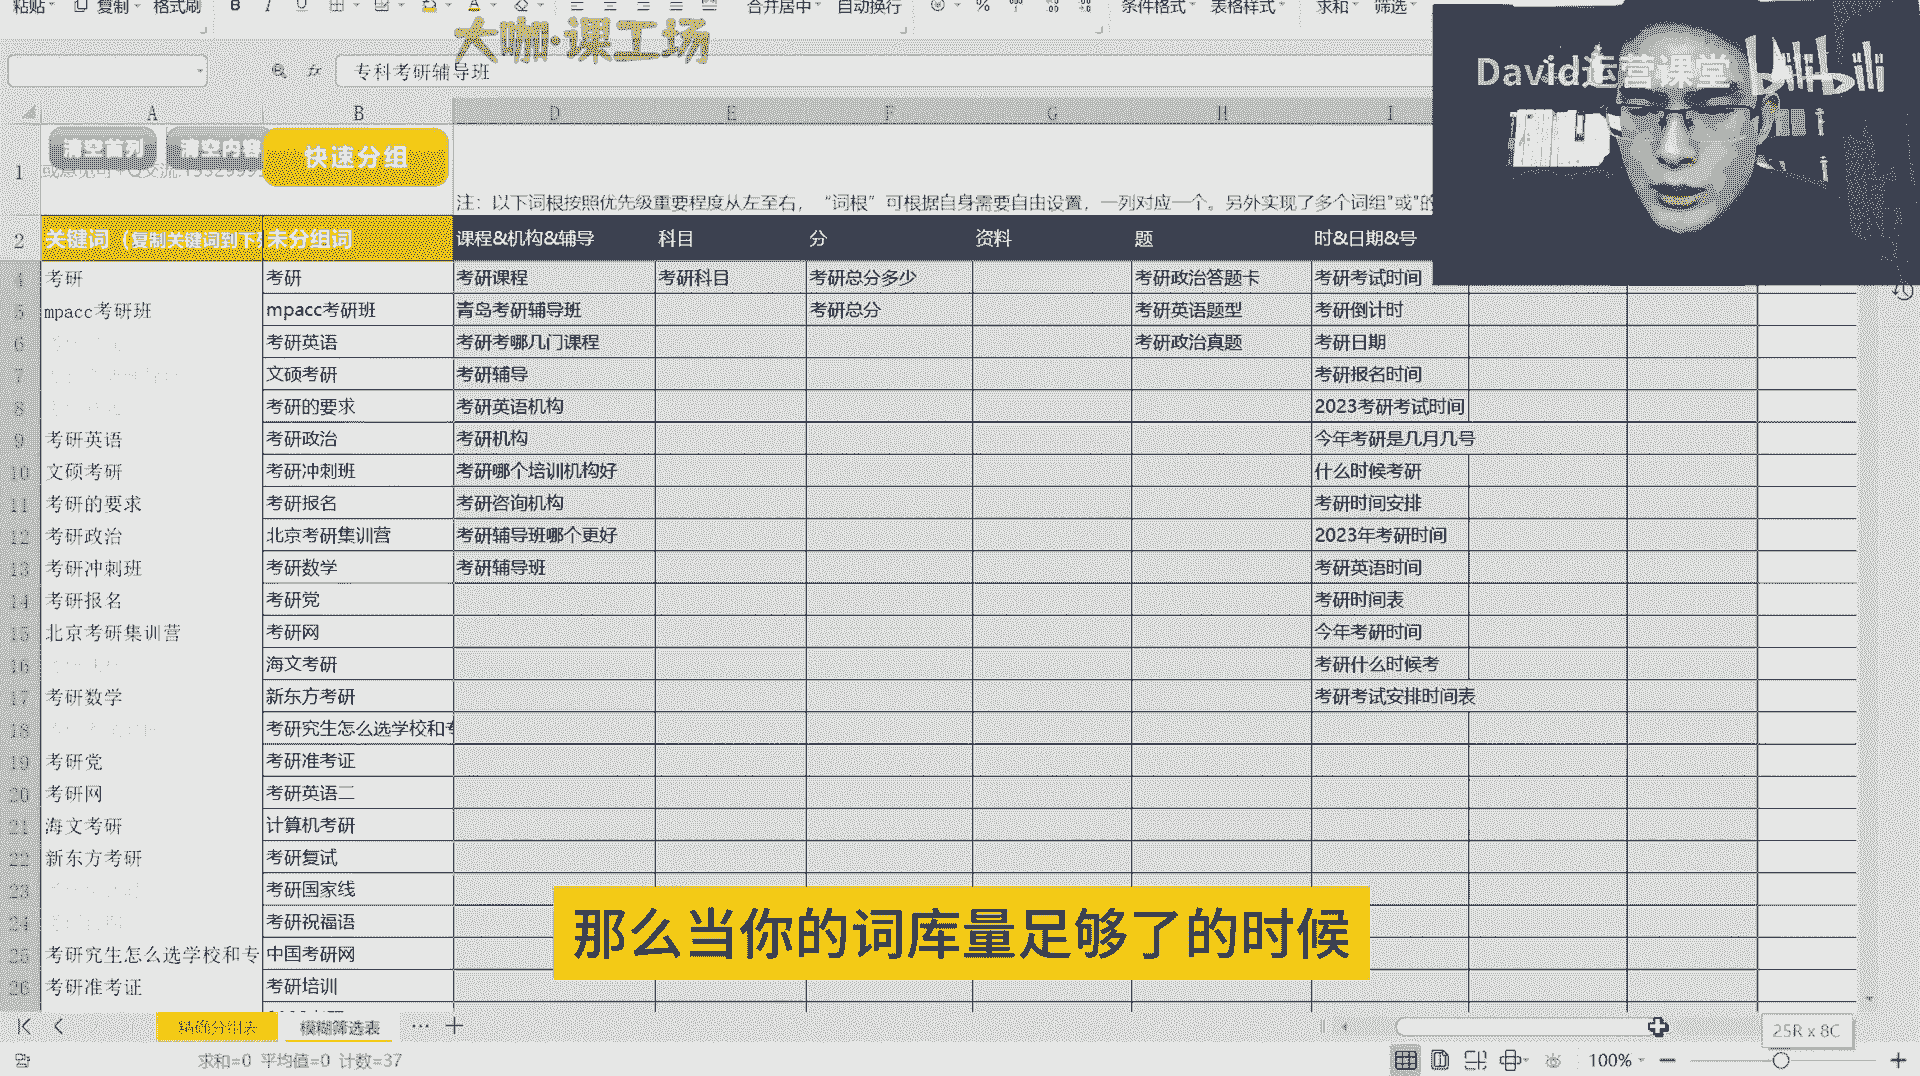 粘贴 复制 格式刷 B I U A 合并居中 自动换行 % 条件格式 表格样式 求和 筛选
大咖·课工场
David运营课堂 bilibili
fx 专科考研辅导班
A B D E F G H I
清空首列 清空内容 快速分组
1
注：以下词根按照优先级重要程度从左至右，“词根”可根据自身需要自由设置，一列对应一个。另外实现了多个词组"或"的
2 关键词（复制关键词到下 未分组词 课程&机构&辅导 科目 分 资料 题 时&日期&号
4 考研 考研 考研课程 考研科目 考研总分多少 考研政治答题卡 考研考试时间
5 mpacc考研班 mpacc考研班 青岛考研辅导班 考研总分 考研英语题型 考研倒计时
6 考研英语 考研考哪几门课程 考研政治真题 考研日期
7 文硕考研 考研辅导 考研报名时间
8 考研的要求 考研英语机构 2023考研考试时间
9 考研英语 考研政治 考研机构 今年考研是几月几号
10 文硕考研 考研冲刺班 考研哪个培训机构好 什么时候考研
11 考研的要求 考研报名 考研咨询机构 考研时间安排
12 考研政治 北京考研集训营 考研辅导班哪个更好 2023年考研时间
13 考研冲刺班 考研数学 考研辅导班 考研英语时间
14 考研报名 考研党 考研时间表
15 北京考研集训营 考研网 今年考研时间
16 海文考研 考研什么时候考
17 考研数学 新东方考研 考研考试安排时间表
18 考研究生怎么选学校和专
19 考研党 考研准考证
20 考研网 考研英语二
21 海文考研 计算机考研
22 新东方考研 考研复试
23 考研国家线
24 考研祝福语
25 考研究生怎么选学校和专 中国考研网
26 考研准考证 考研培训
那么当你的词库量足够了的时候
精确分组表 模糊筛选表 ··· +
25R x 8C
求和=0 平均值=0 计数=37
100% − +